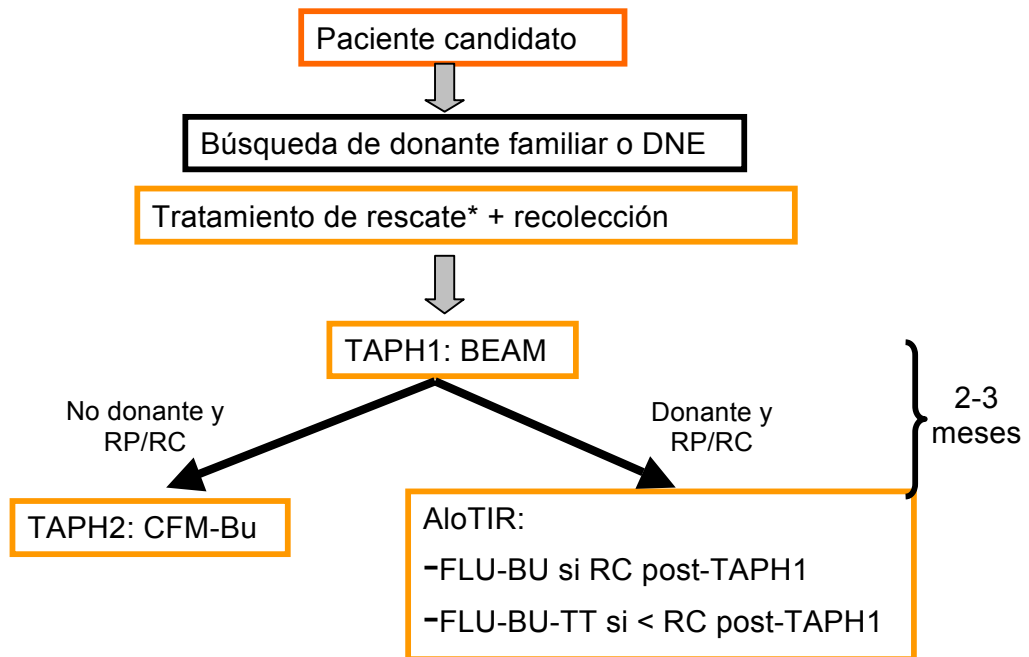 Paciente candidato
Búsqueda de donante familiar o DNE
Tratamiento de rescate* + recolección
TAPH1: BEAM
No donante y
RP/RC
Donante y
RP/RC
2-3
meses
TAPH2: CFM-Bu
AloTIR:
-FLU-BU si RC post-TAPH1
-FLU-BU-TT si < RC post-TAPH1